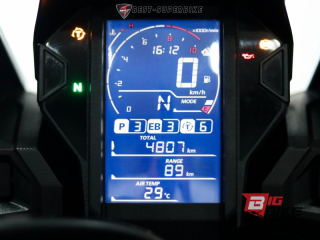 BEST-SUPERBIKE
16:12
0
km/h
N
N
MODE
P 3 EB 3 T 6
TOTAL
4807 km
RANGE
89 km
AIR TEMP
29 °C
BIG